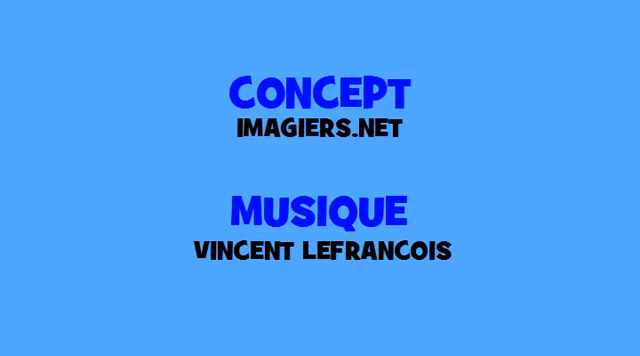 CONCEPT
IMAGIERS.NET
MUSIQUE
VINCENT LEFRANCOIS